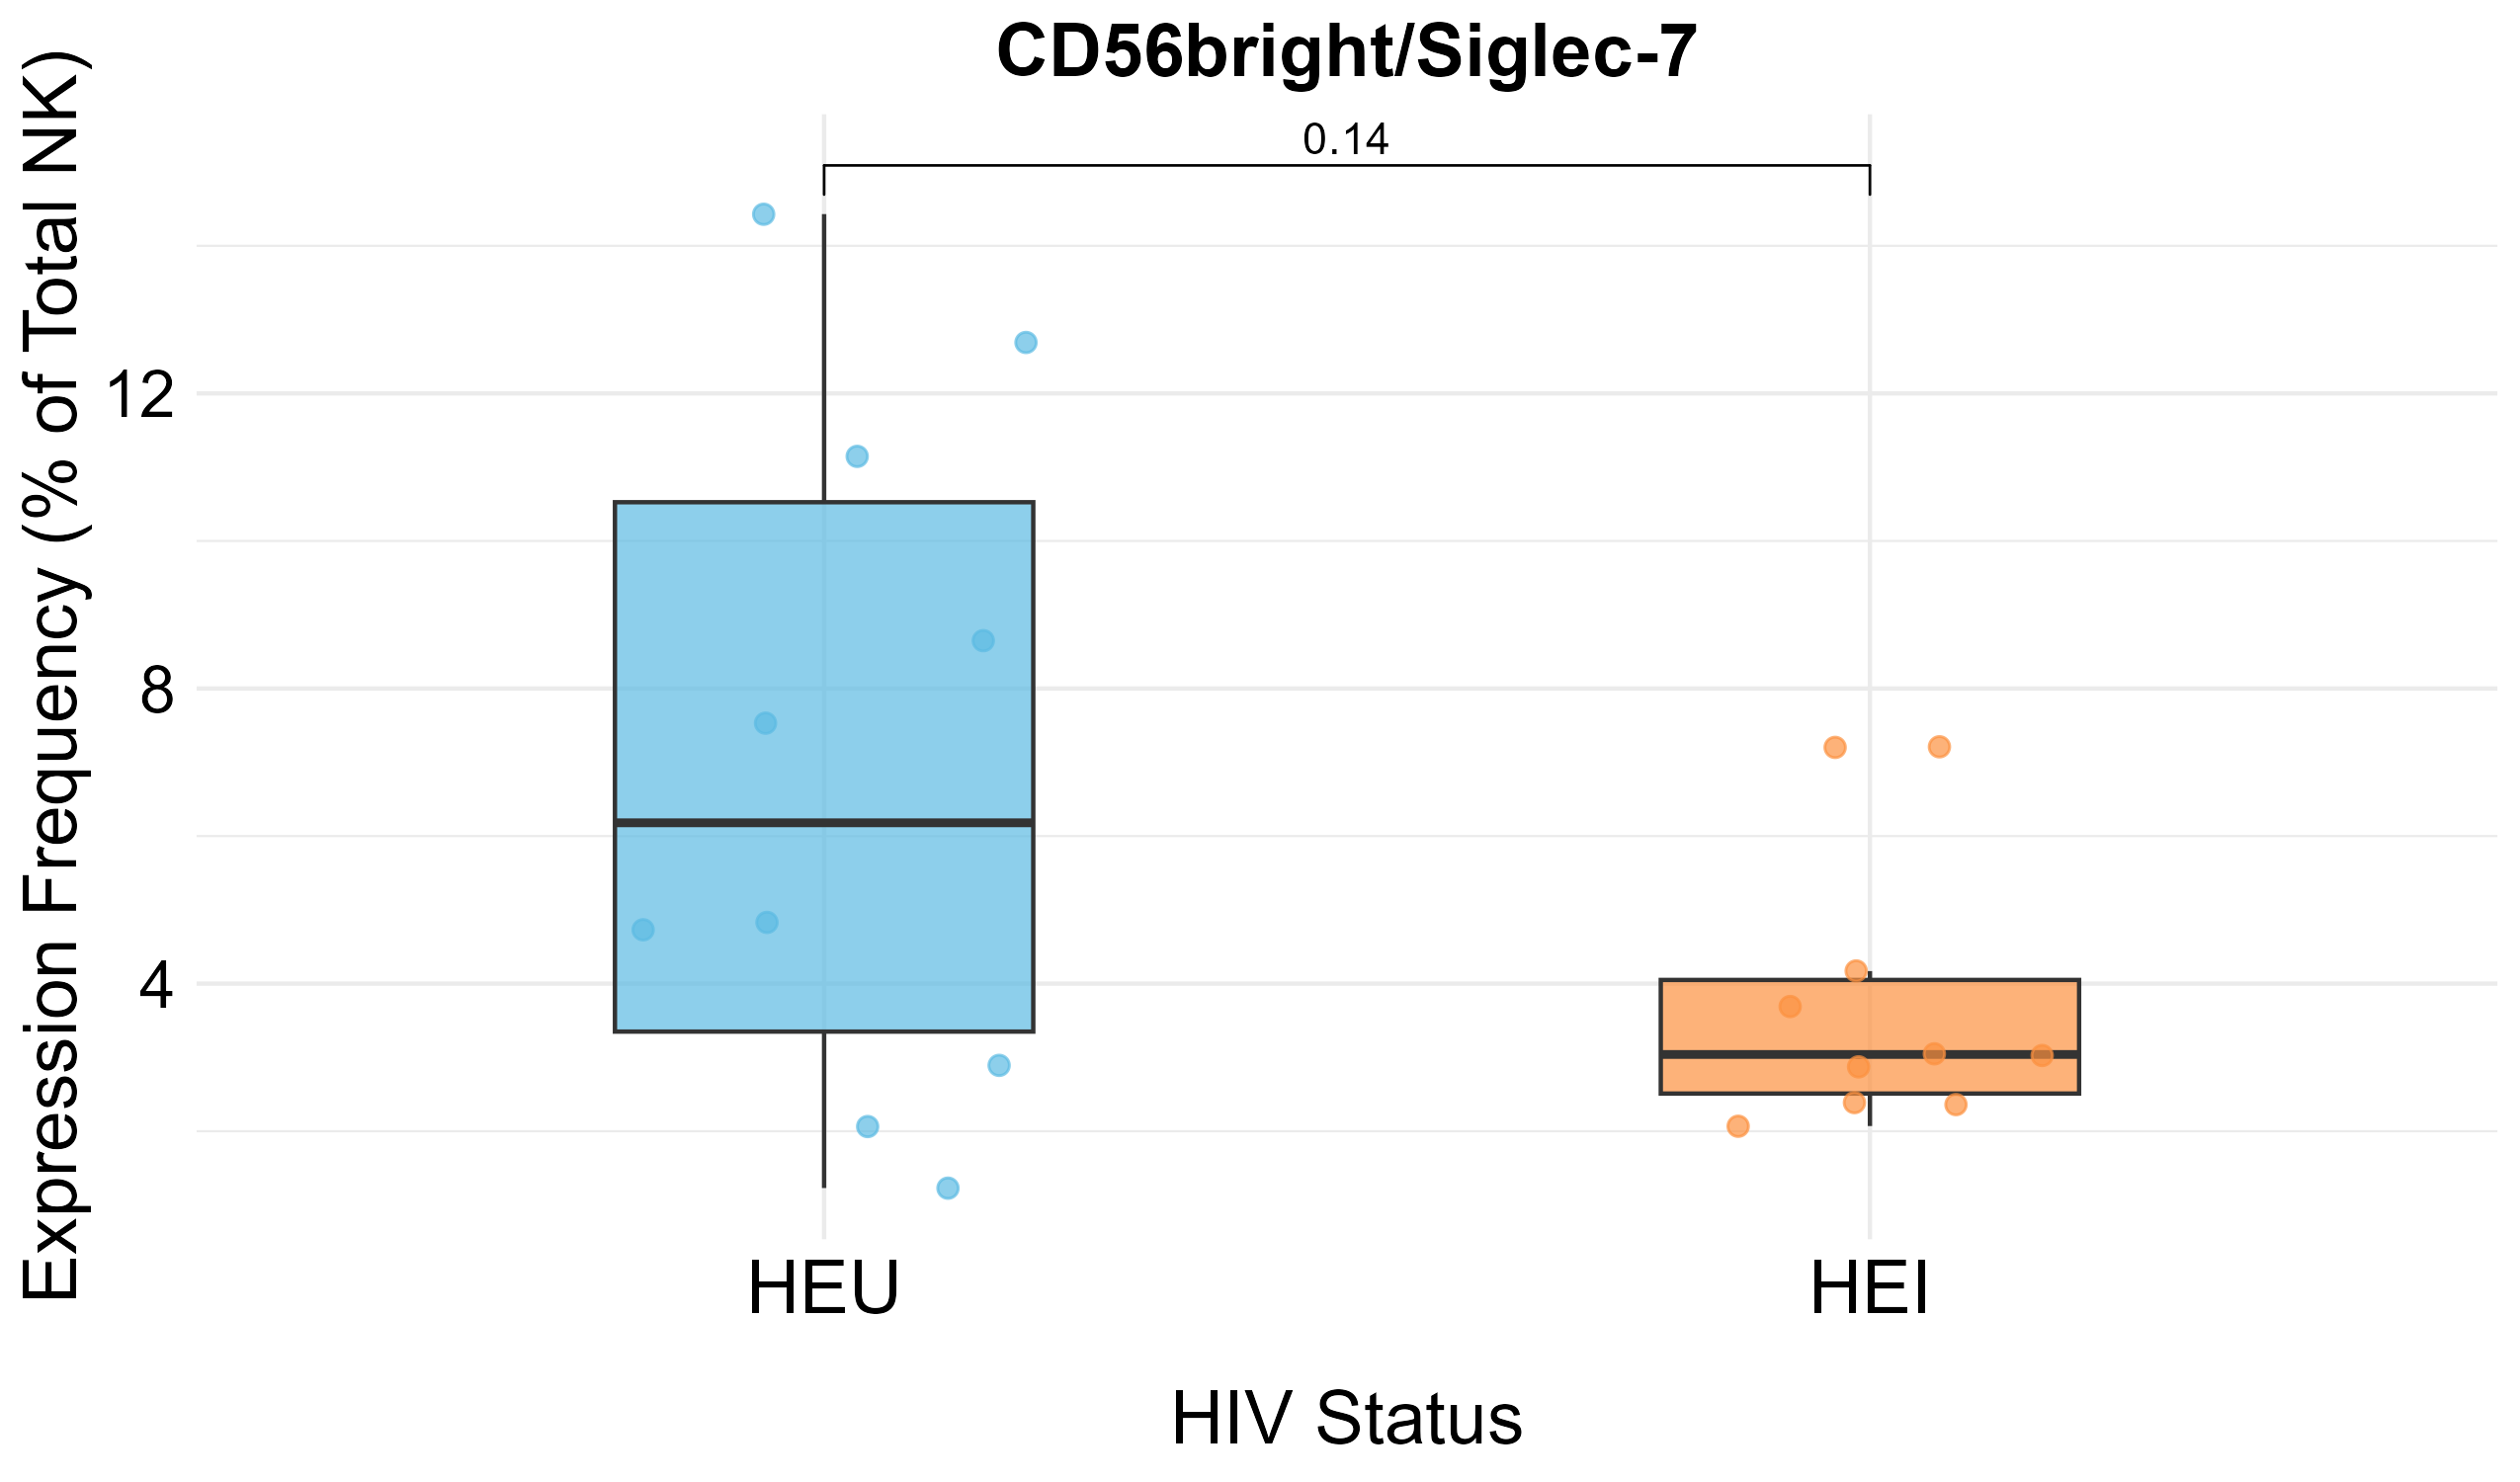 CD56bright/Siglec-7
0.14
Expression Frequency (% of Total NK)
12
8
4
HEU
HEI
HIV Status